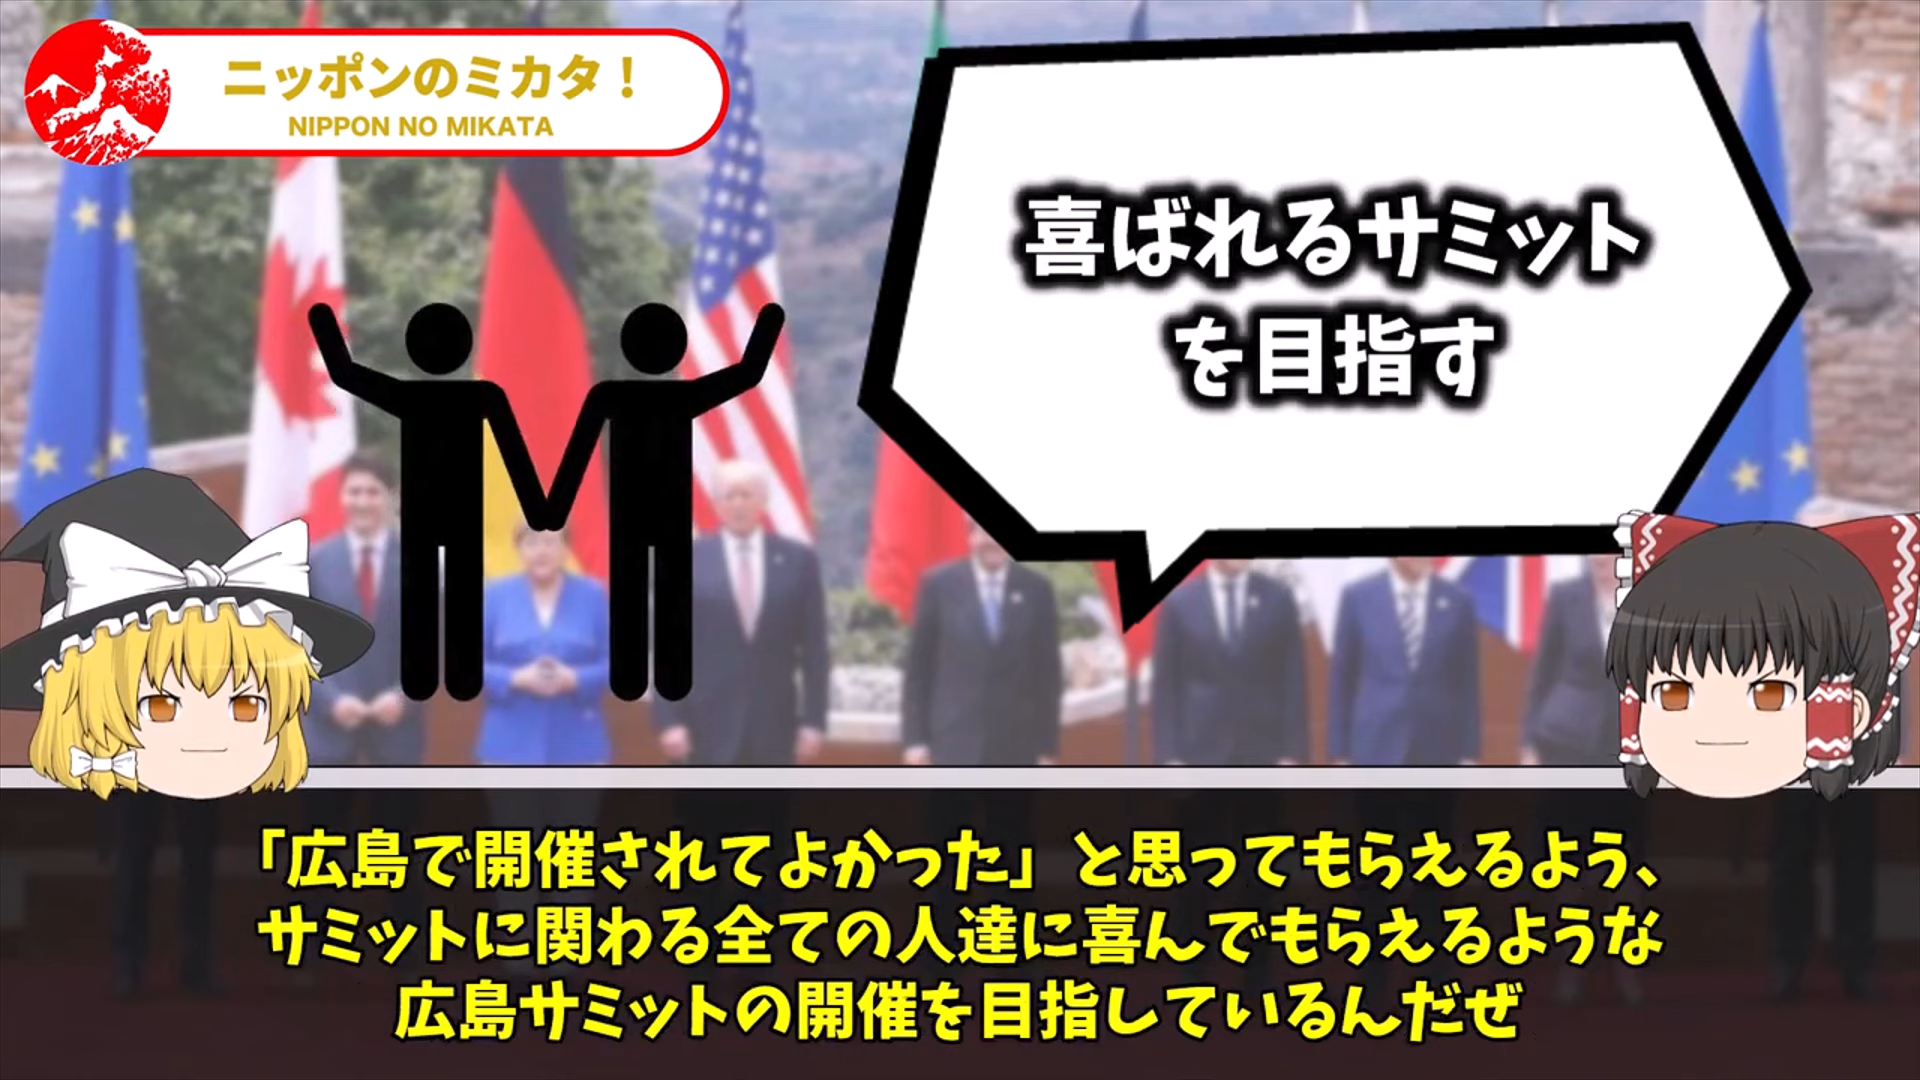 ニッポンのミカタ！
NIPPON NO MIKATA
喜ばれるサミット
を目指す
「広島で開催されてよかった」と思ってもらえるよう、
サミットに関わる全ての人達に喜んでもらえるような
広島サミットの開催を目指しているんだぜ